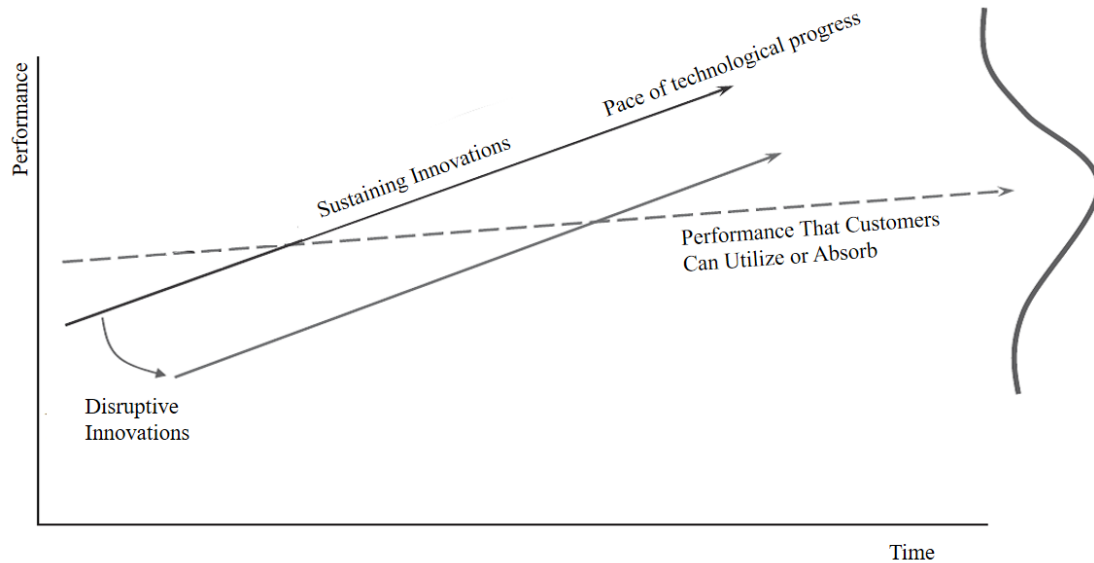 Pace of technological progress
Performance
Sustaining Innovations
Performance That Customers
Can Utilize or Absorb
Disruptive
Innovations
Time